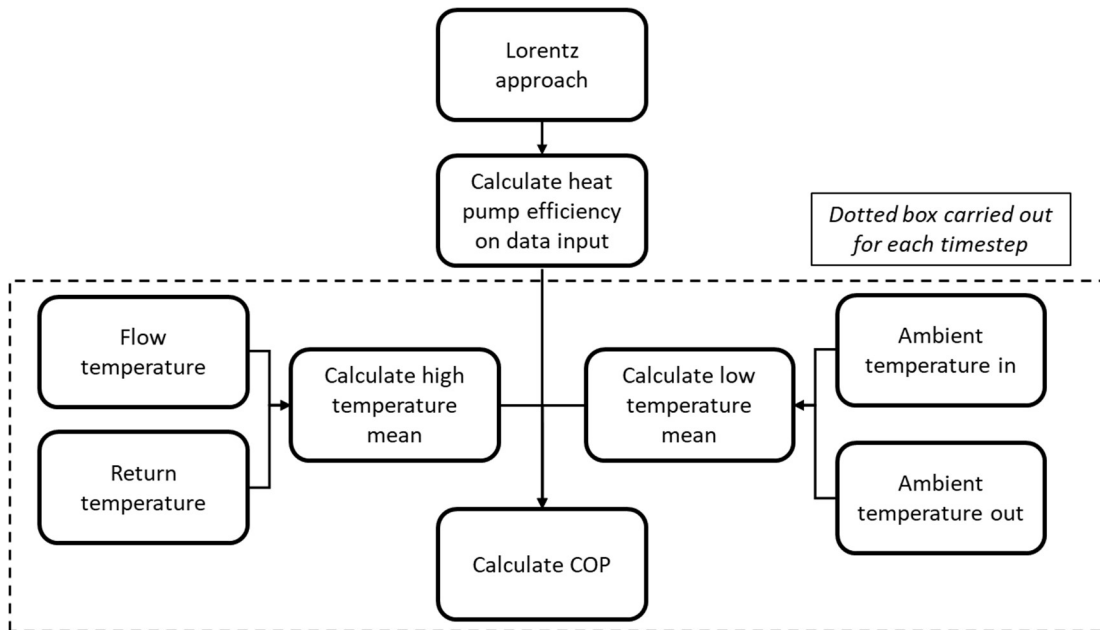 Lorentz
approach
Calculate heat
pump efficiency
on data input
Dotted box carried out
for each timestep
Flow
temperature
Return
temperature
Calculate high
temperature
mean
Calculate low
temperature
mean
Ambient
temperature in
Ambient
temperature out
Calculate COP